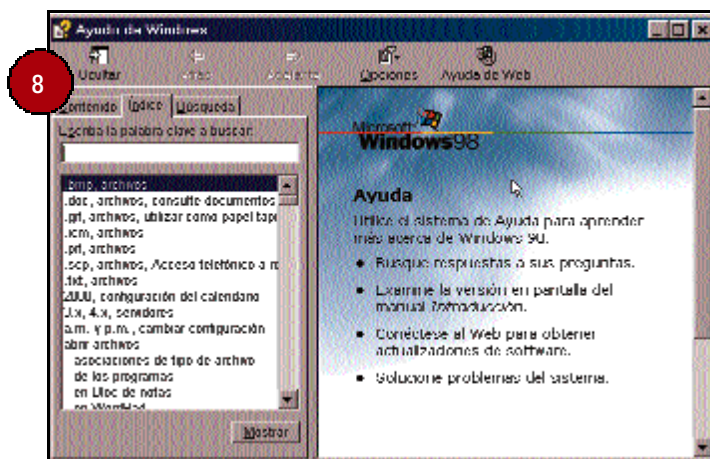 Ayuda de Windows
Ocultar Atrás Adelante Opciones Ayuda de Web
8
Contenido Índice Búsqueda
Escriba la palabra clave a buscar:
.bmp, archivos
.doc, archivos, consulte documentos
.gif, archivos, utilizar como papel tapi
.icm, archivos
.prf, archivos
.scp, archivos, Acceso telefónico a re
.txt, archivos
2000, configuración del calendario
3.x, 4.x, servidores
a.m. y p.m., cambiar configuración
abrir archivos
asociaciones de tipo de archivo
de los programas
en Bloc de notas
en WordPad
Mostrar
Microsoft
Windows98
Ayuda
Utilice el sistema de Ayuda para aprender
más acerca de Windows 98.
● Busque respuestas a sus preguntas.
● Examine la versión en pantalla del
manual Introducción.
● Conéctese al Web para obtener
actualizaciones de software.
● Solucione problemas del sistema.